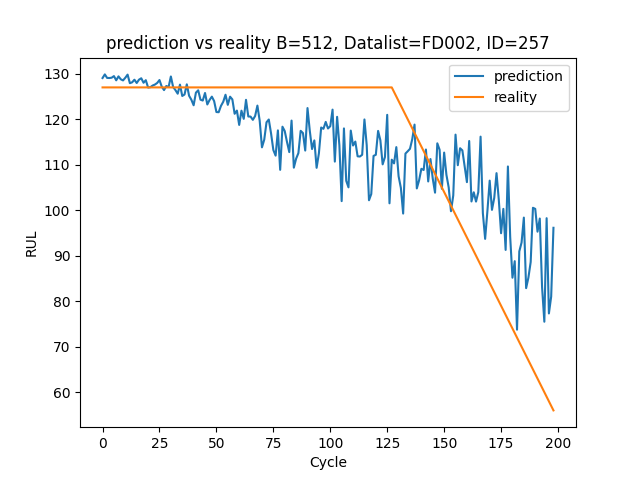 prediction vs reality B=512, Datalist=FD002, ID=257
prediction
reality
RUL
130
120
110
100
90
80
70
60
0 25 50 75 100 125 150 175 200
Cycle